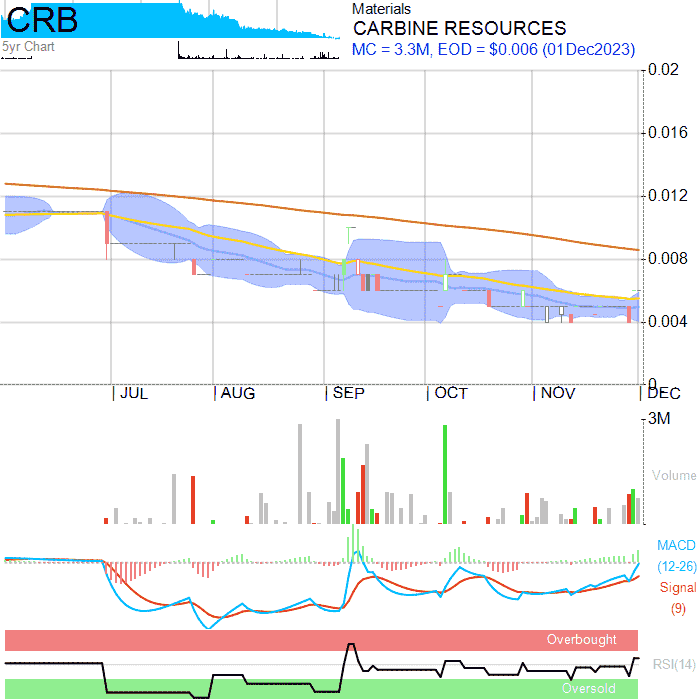 CRB
5yr Chart
Materials
CARBINE RESOURCES
MC = 3.3M, EOD = $0.006 (01Dec2023)
0.02
0.016
0.012
0.008
0.004
0
JUL AUG SEP OCT NOV DEC
3M
Volume
MACD
(12-26)
Signal
(9)
Overbought
RSI(14)
Oversold